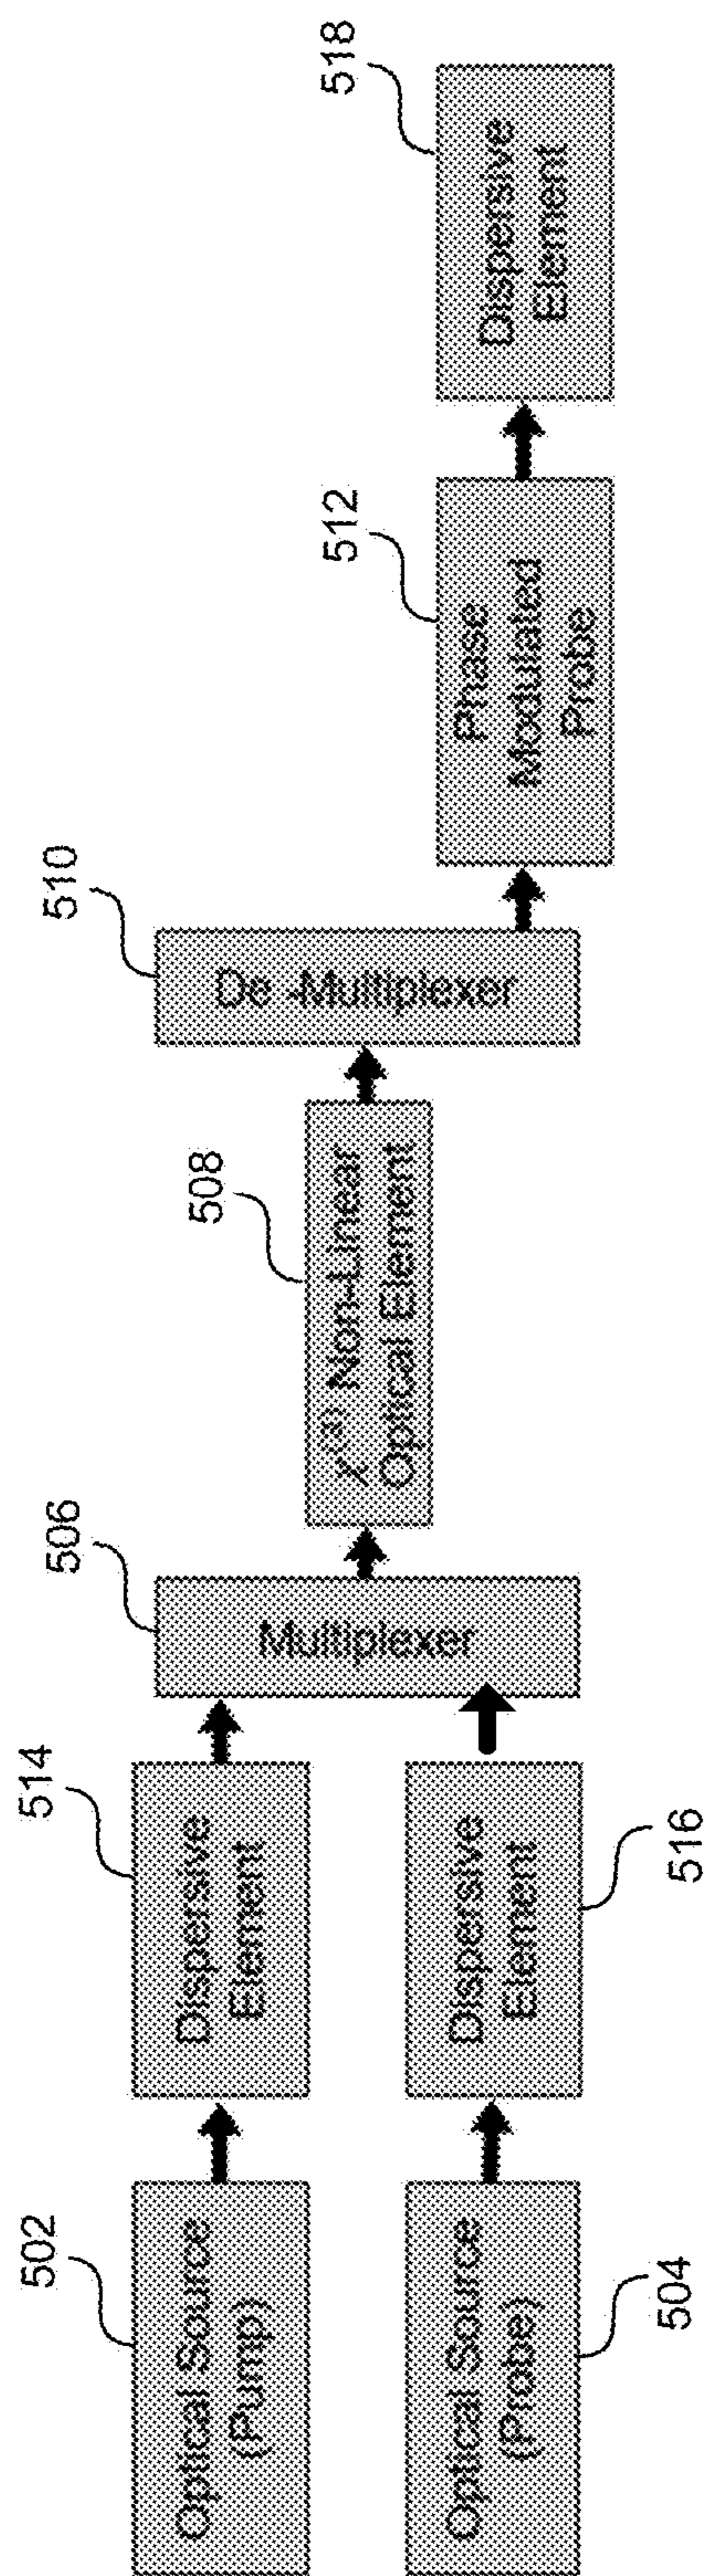 502
Optical Source
(Pump)
504
Optical Source
(Probe)
514
Dispersive
Element
516
Dispersive
Element
506
Multiplexer
508
χ⁽³⁾ Non-Linear
Optical Element
510
De -Multiplexer
512
Phase
Modulated
Probe
518
Dispersive
Element